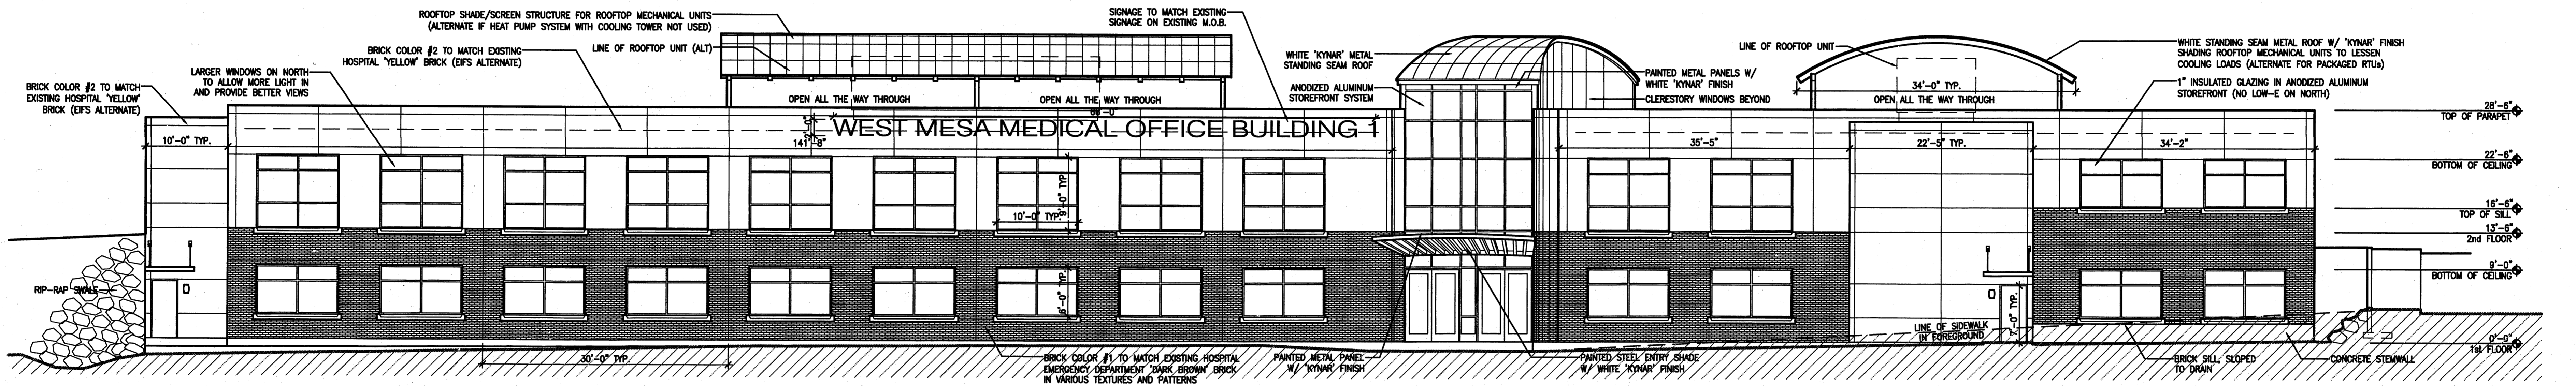 ROOFTOP SHADE/SCREEN STRUCTURE FOR ROOFTOP MECHANICAL UNITS
(ALTERNATE IF HEAT PUMP SYSTEM WITH COOLING TOWER NOT USED)
LINE OF ROOFTOP UNIT (ALT)
BRICK COLOR #2 TO MATCH EXISTING
HOSPITAL 'YELLOW' BRICK (EIFS ALTERNATE)
LARGER WINDOWS ON NORTH
TO ALLOW MORE LIGHT IN
AND PROVIDE BETTER VIEWS
BRICK COLOR #2 TO MATCH
EXISTING HOSPITAL 'YELLOW'
BRICK (EIFS ALTERNATE)
SIGNAGE TO MATCH EXISTING
SIGNAGE ON EXISTING M.O.B.
WHITE 'KYNAR' METAL
STANDING SEAM ROOF
ANODIZED ALUMINUM
STOREFRONT SYSTEM
PAINTED METAL PANELS W/
WHITE 'KYNAR' FINISH
CLERESTORY WINDOWS BEYOND
LINE OF ROOFTOP UNIT
34'-0" TYP.
OPEN ALL THE WAY THROUGH
WHITE STANDING SEAM METAL ROOF W/ 'KYNAR' FINISH
SHADING ROOFTOP MECHANICAL UNITS TO LESSEN
COOLING LOADS (ALTERNATE FOR PACKAGED RTUs)
1" INSULATED GLAZING IN ANODIZED ALUMINUM
STOREFRONT (NO LOW-E ON NORTH)
OPEN ALL THE WAY THROUGH
OPEN ALL THE WAY THROUGH
WEST MESA MEDICAL OFFICE BUILDING 1
10'-0" TYP.
141'-8"
35'-5"
22'-5" TYP.
34'-2"
28'-6"
TOP OF PARAPET
22'-6"
BOTTOM OF CEILING
16'-6"
TOP OF SILL
13'-6"
2nd FLOOR
9'-0"
BOTTOM OF CEILING
0'-0"
1st FLOOR
9'-0" TYP.
10'-0" TYP.
6'-0" TYP.
7'-0" TYP.
RIP-RAP SWALE
LINE OF SIDEWALK
IN FOREGROUND
30'-0" TYP.
BRICK COLOR #1 TO MATCH EXISTING HOSPITAL
EMERGENCY DEPARTMENT 'DARK BROWN' BRICK
IN VARIOUS TEXTURES AND PATTERNS
PAINTED METAL PANEL
W/ 'KYNAR' FINISH
PAINTED STEEL ENTRY SHADE
W/ WHITE 'KYNAR' FINISH
BRICK SILL, SLOPED
TO DRAIN
CONCRETE STEMWALL